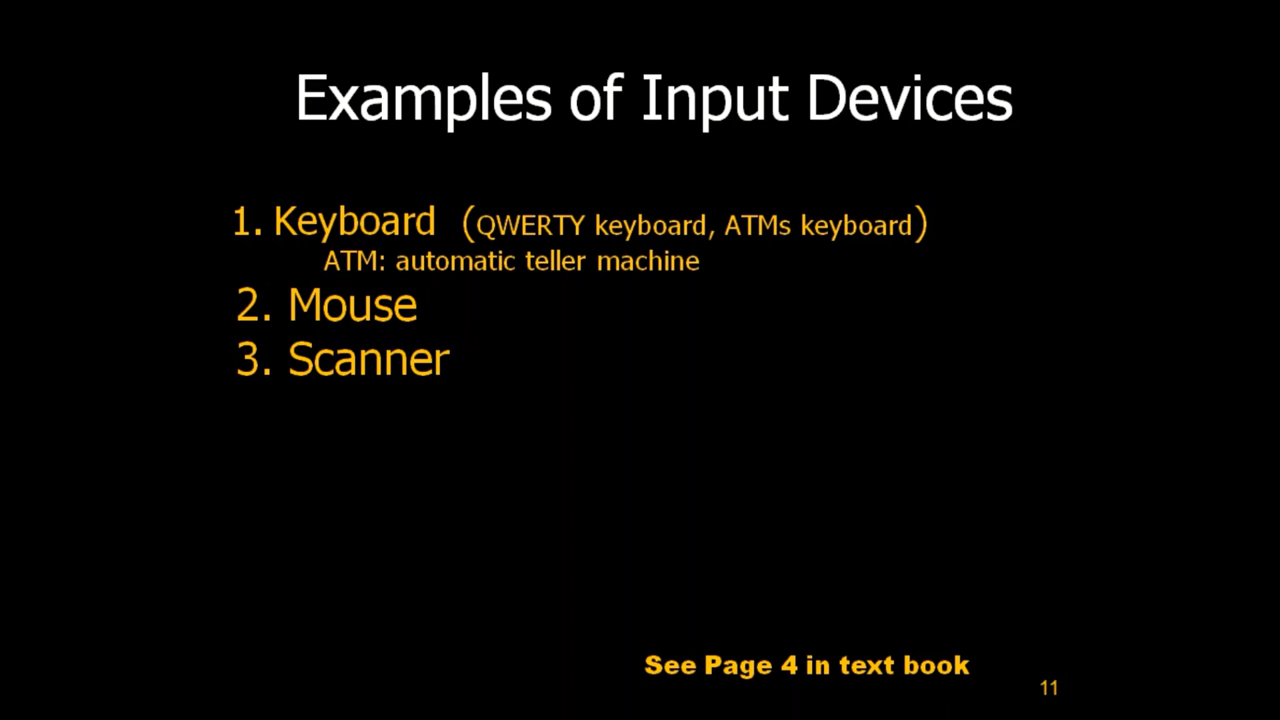 Examples of Input Devices
1. Keyboard (QWERTY keyboard, ATMs keyboard)
ATM: automatic teller machine
2. Mouse
3. Scanner
See Page 4 in text book
11